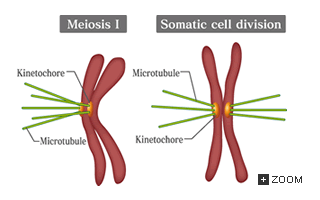 Meiosis I
Somatic cell division
Kinetochore
Microtubule
Microtubule
Kinetochore
+ ZOOM